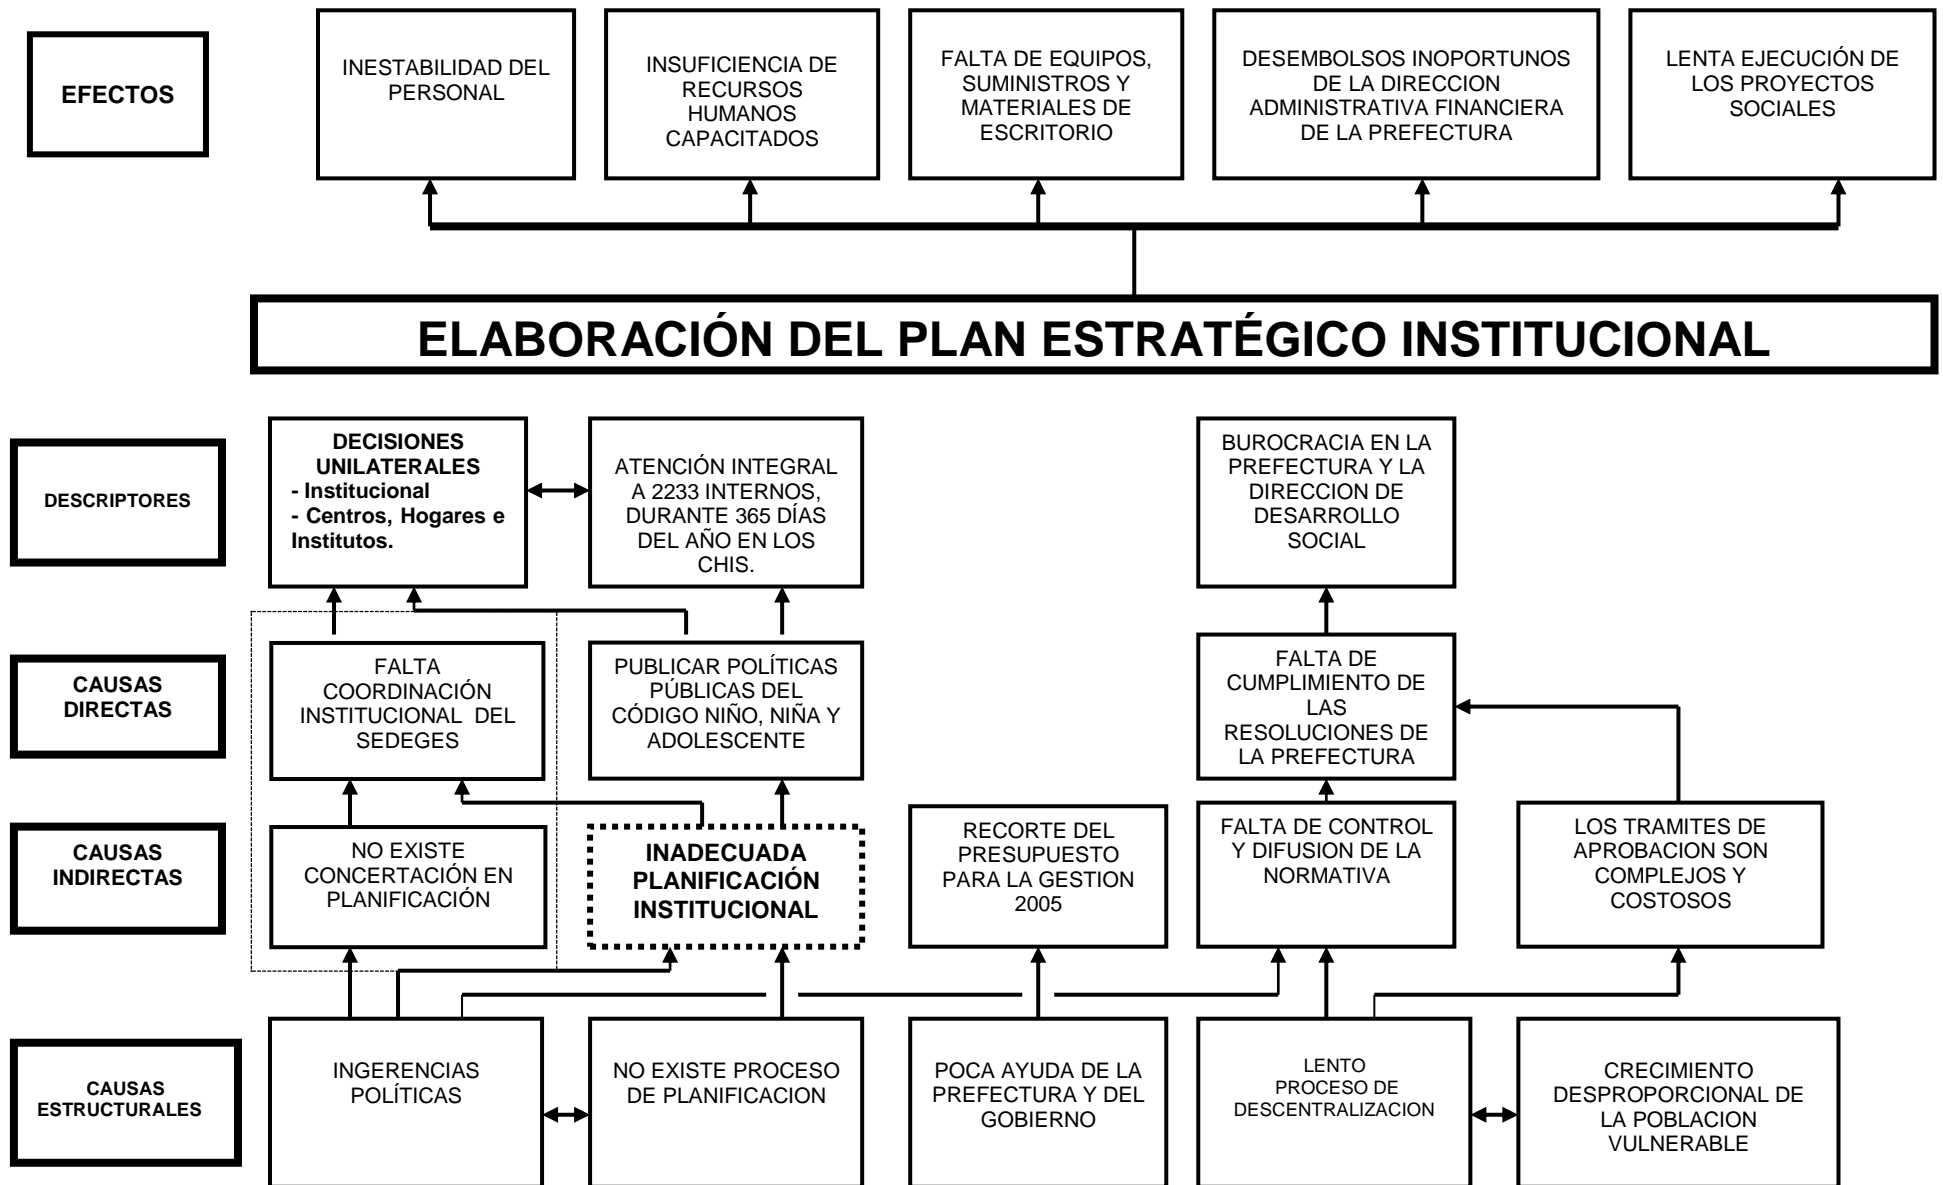 EFECTOS
INESTABILIDAD DEL
PERSONAL
INSUFICIENCIA DE
RECURSOS
HUMANOS
CAPACITADOS
FALTA DE EQUIPOS,
SUMINISTROS Y
MATERIALES DE
ESCRITORIO
DESEMBOLSOS INOPORTUNOS
DE LA DIRECCION
ADMINISTRATIVA FINANCIERA
DE LA PREFECTURA
LENTA EJECUCIÓN DE
LOS PROYECTOS
SOCIALES
ELABORACIÓN DEL PLAN ESTRATÉGICO INSTITUCIONAL
DESCRIPTORES
DECISIONES
UNILATERALES
- Institucional
- Centros, Hogares e
Institutos.
ATENCIÓN INTEGRAL
A 2233 INTERNOS,
DURANTE 365 DÍAS
DEL AÑO EN LOS
CHIS.
BUROCRACIA EN LA
PREFECTURA Y LA
DIRECCION DE
DESARROLLO
SOCIAL
CAUSAS
DIRECTAS
FALTA
COORDINACIÓN
INSTITUCIONAL DEL
SEDEGES
PUBLICAR POLÍTICAS
PÚBLICAS DEL
CÓDIGO NIÑO, NIÑA Y
ADOLESCENTE
FALTA DE
CUMPLIMIENTO DE
LAS
RESOLUCIONES DE
LA PREFECTURA
CAUSAS
INDIRECTAS
NO EXISTE
CONCERTACIÓN EN
PLANIFICACIÓN
INADECUADA
PLANIFICACIÓN
INSTITUCIONAL
RECORTE DEL
PRESUPUESTO
PARA LA GESTION
2005
FALTA DE CONTROL
Y DIFUSION DE LA
NORMATIVA
LOS TRAMITES DE
APROBACION SON
COMPLEJOS Y
COSTOSOS
CAUSAS
ESTRUCTURALES
INGERENCIAS
POLÍTICAS
NO EXISTE PROCESO
DE PLANIFICACION
POCA AYUDA DE LA
PREFECTURA Y DEL
GOBIERNO
LENTO
PROCESO DE
DESCENTRALIZACION
CRECIMIENTO
DESPROPORCIONAL DE
LA POBLACION
VULNERABLE